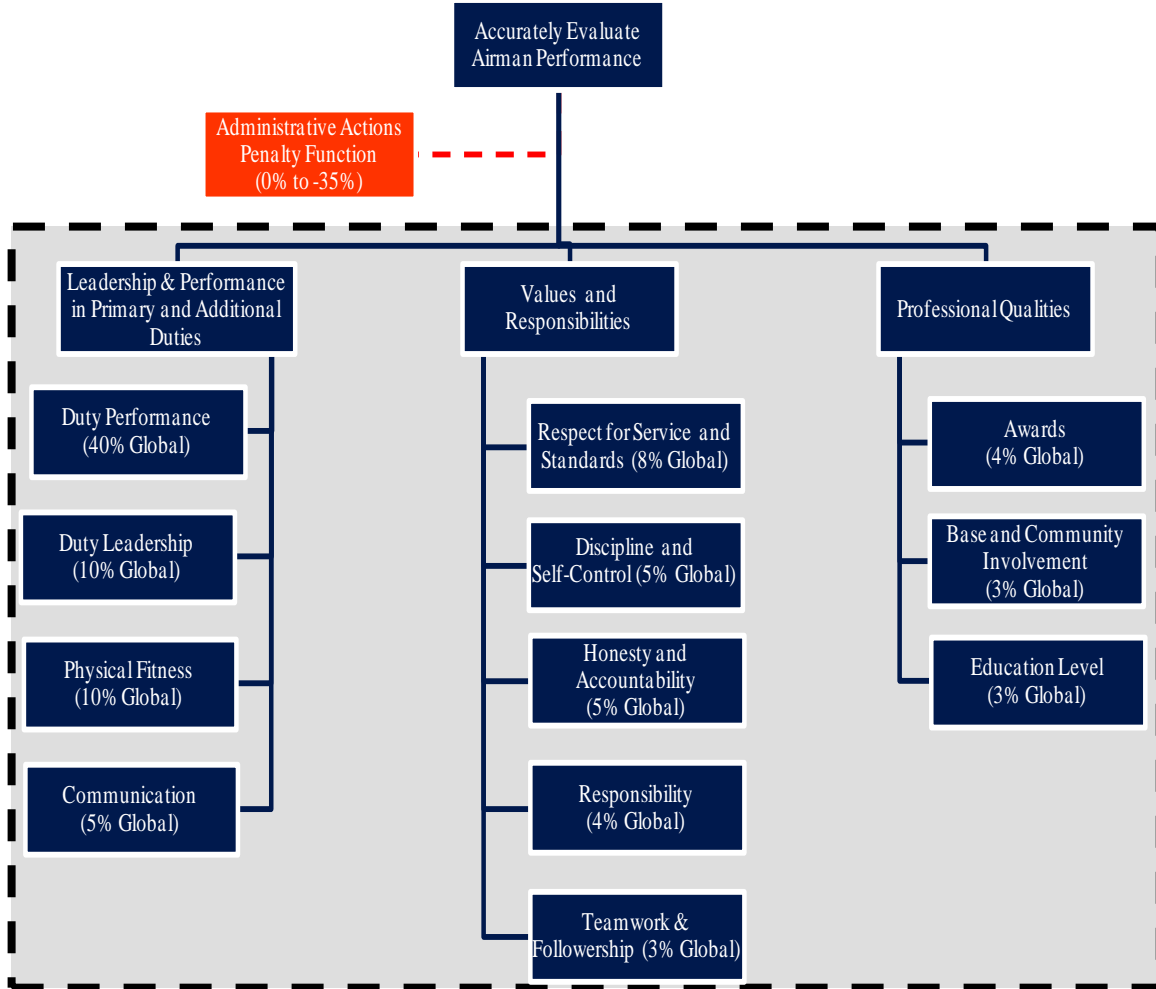 Accurately Evaluate
Airman Performance
Administrative Actions
Penalty Function
(0% to -35%)
Leadership & Performance
in Primary and Additional
Duties
Values and
Responsibilities
Professional Qualities
Duty Performance
(40% Global)
Duty Leadership
(10% Global)
Physical Fitness
(10% Global)
Communication
(5% Global)
Respect for Service and
Standards (8% Global)
Discipline and
Self-Control (5% Global)
Honesty and
Accountability
(5% Global)
Responsibility
(4% Global)
Teamwork &
Followership (3% Global)
Awards
(4% Global)
Base and Community
Involvement
(3% Global)
Education Level
(3% Global)